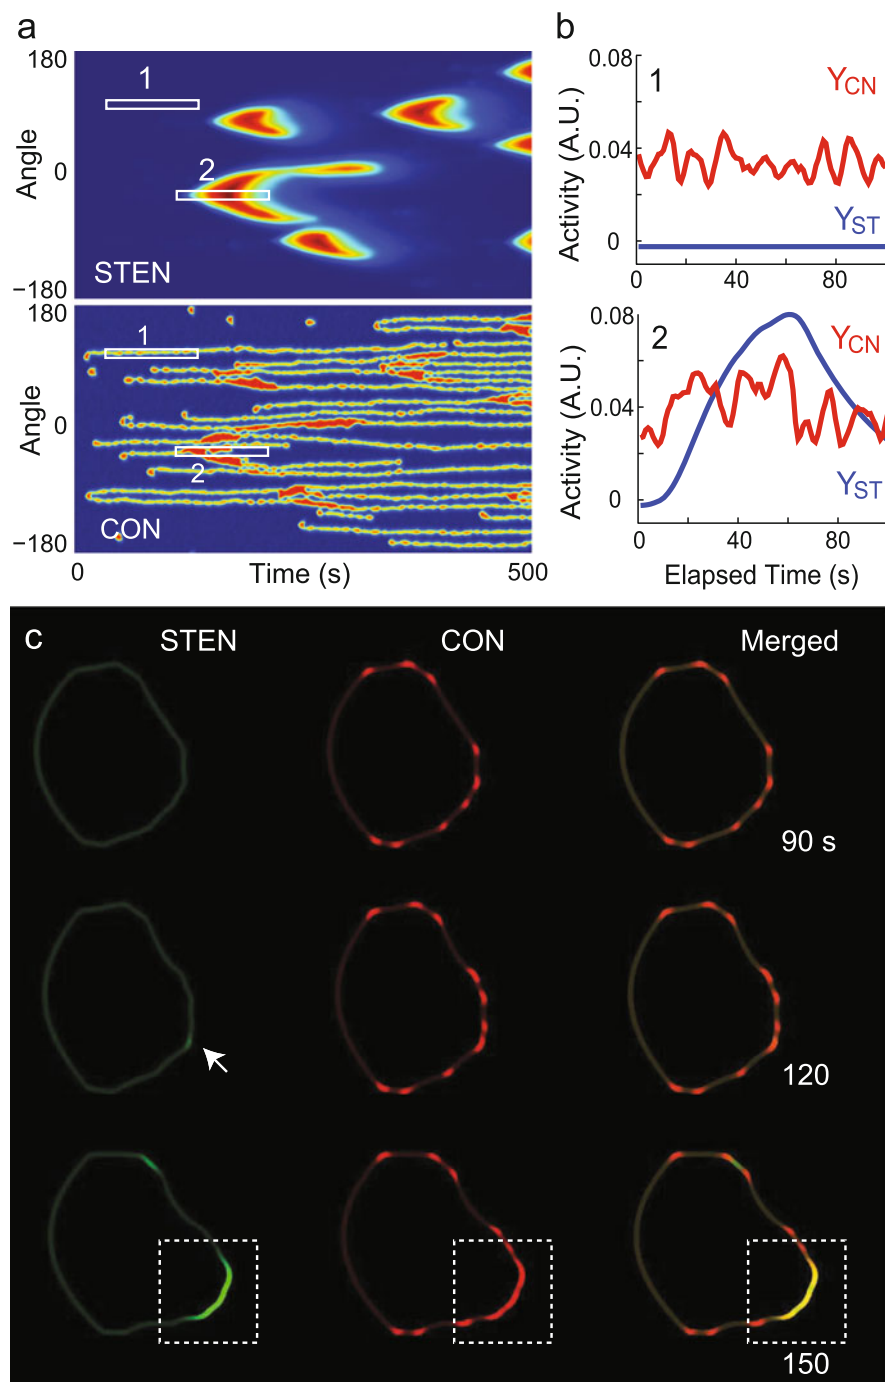 a
180
0
−180
Angle
1
2
STEN
180
0
−180
Angle
1
2
CON
0
Time (s)
500
b
0.08
0.04
0
Activity (A.U.)
1
YCN
YST
0
40
80
0.08
0.04
0
Activity (A.U.)
2
YCN
YST
0
40
80
Elapsed Time (s)
c
STEN
CON
Merged
90 s
120
150